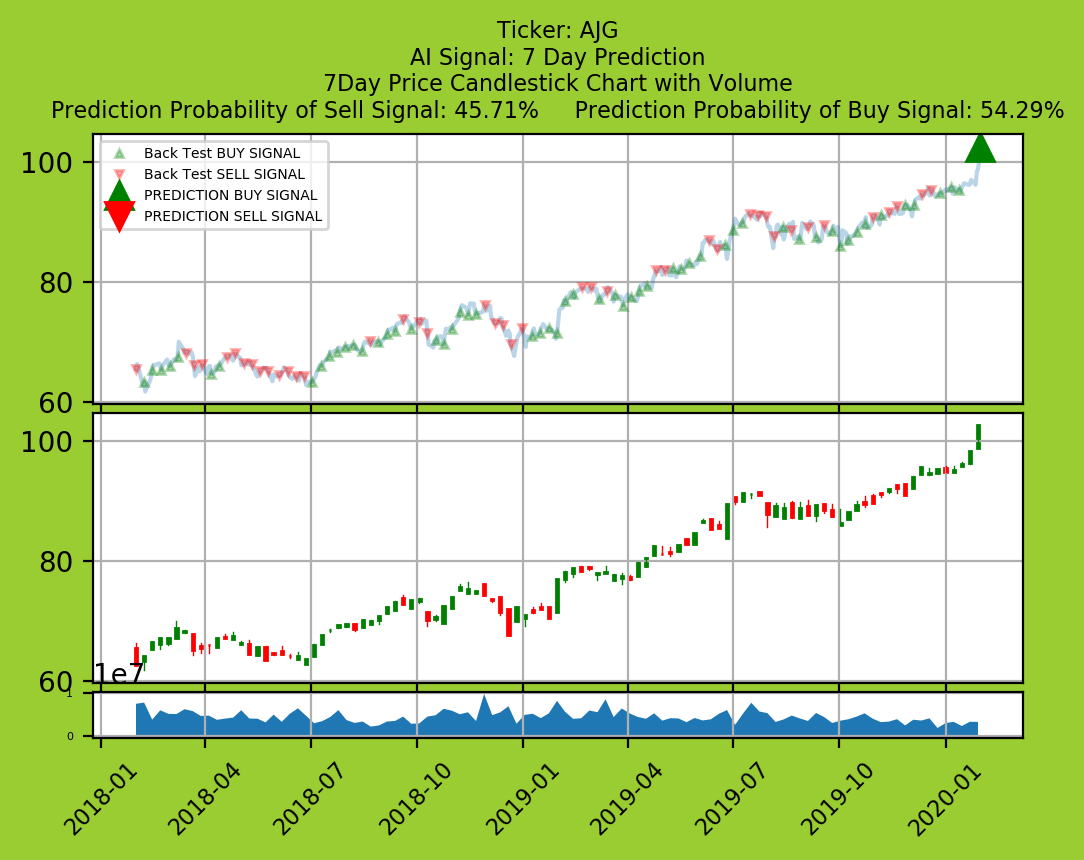 Ticker: AJG
AI Signal: 7 Day Prediction
7Day Price Candlestick Chart with Volume
Prediction Probability of Sell Signal: 45.71%     Prediction Probability of Buy Signal: 54.29%
Back Test BUY SIGNAL
Back Test SELL SIGNAL
PREDICTION BUY SIGNAL
PREDICTION SELL SIGNAL
100
80
60
100
80
60
1e7
1
0
2018-01
2018-04
2018-07
2018-10
2019-01
2019-04
2019-07
2019-10
2020-01